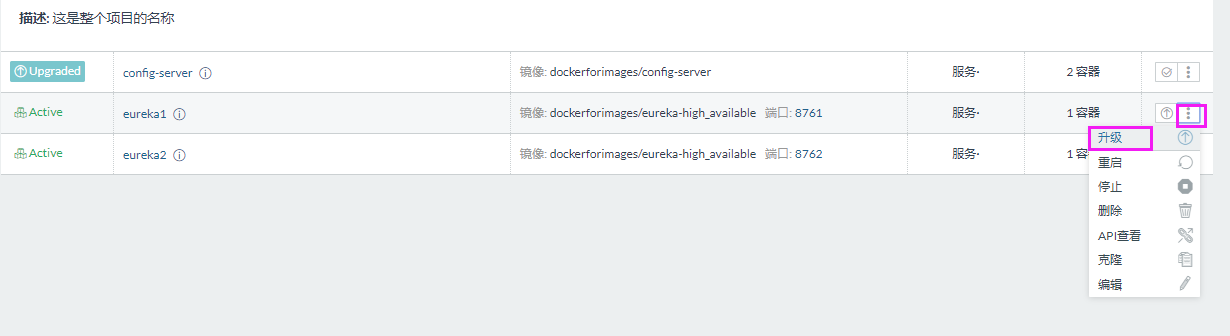 描述: 这是整个项目的名称
Upgraded config-server 镜像: dockerforimages/config-server 服务· 2 容器
Active eureka1 镜像: dockerforimages/eureka-high_available 端口: 8761 服务· 1 容器
升级
Active eureka2 镜像: dockerforimages/eureka-high_available 端口: 8762 服务· 1 容
重启
停止
删除
API查看
克隆
编辑